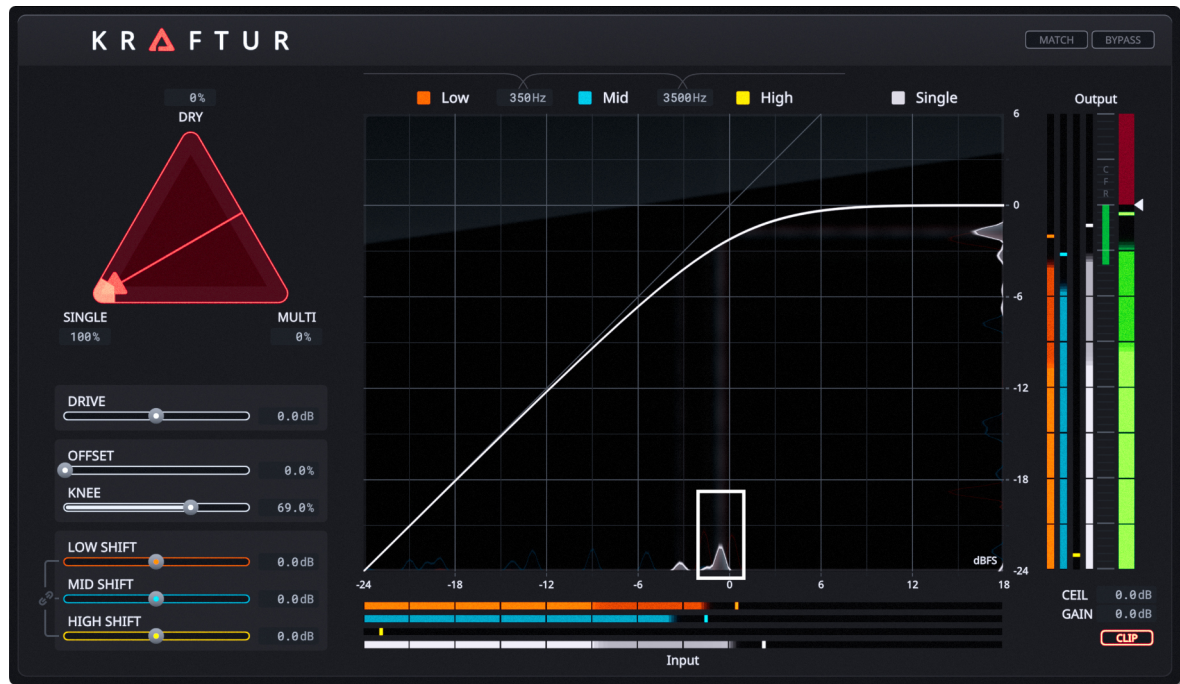 KRAFTUR
MATCH BYPASS
0%
DRY
SINGLE
100%
MULTI
0%
DRIVE
0.0dB
OFFSET
0.0%
KNEE
69.0%
LOW SHIFT
0.0dB
MID SHIFT
0.0dB
HIGH SHIFT
0.0dB
Low 350Hz Mid 3500Hz High Single
6
0
-6
-12
-18
-24
dBFS
-24 -18 -12 -6 0 6 12 18
Input
Output
CFR
CEIL 0.0dB
GAIN 0.0dB
CLIP